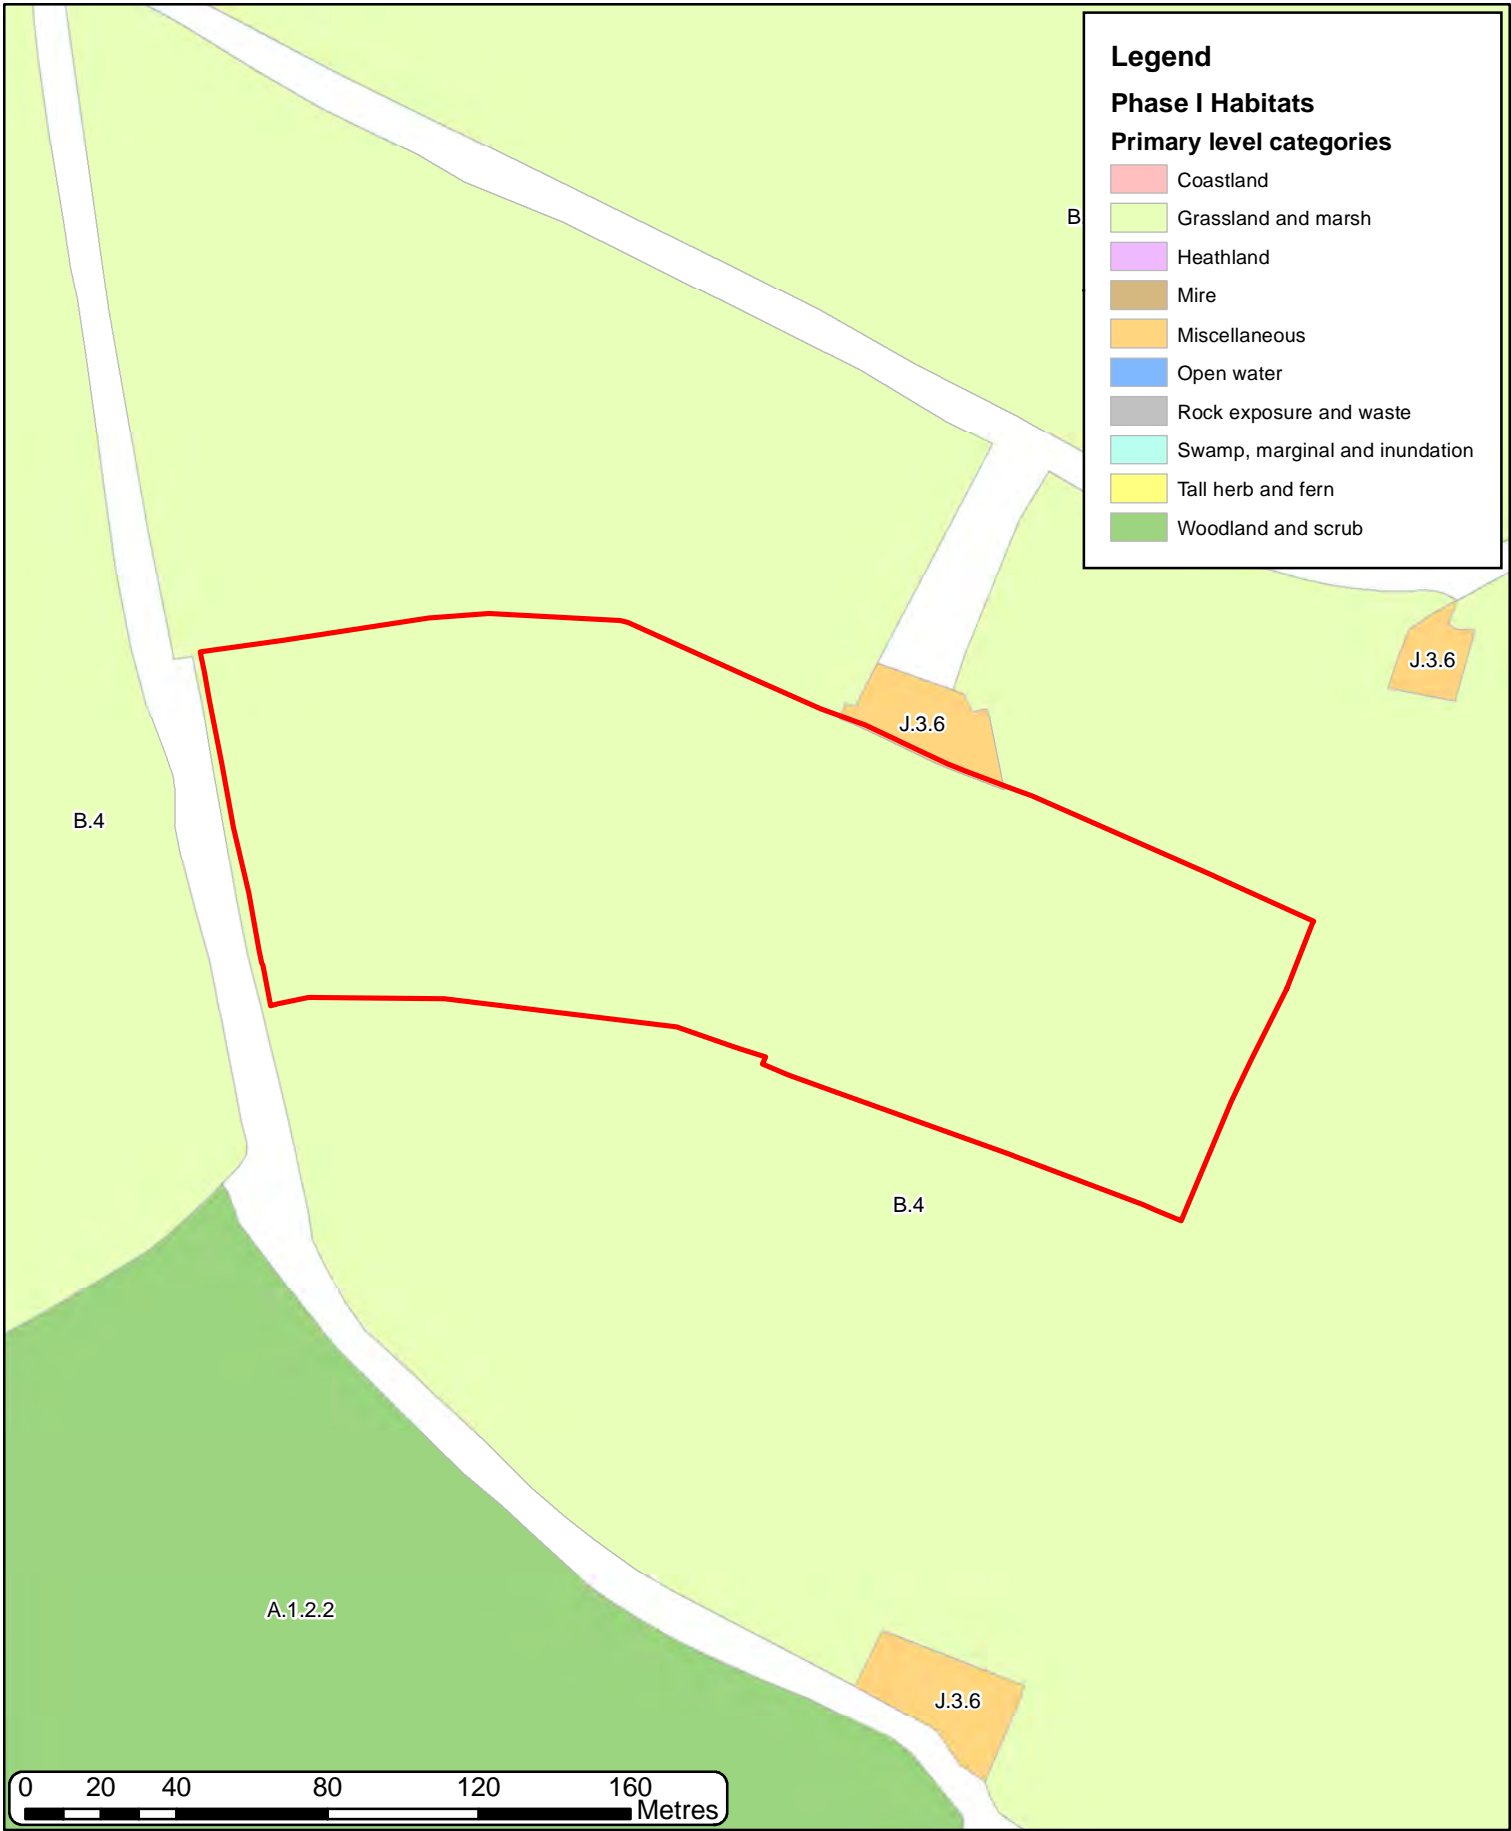 Legend
Phase I Habitats
Primary level categories
Coastland
Grassland and marsh
Heathland
Mire
Miscellaneous
Open water
Rock exposure and waste
Swamp, marginal and inundation
Tall herb and fern
Woodland and scrub
B
J.3.6
J.3.6
B.4
B.4
A.1.2.2
J.3.6
0 20 40 80 120 160
Metres